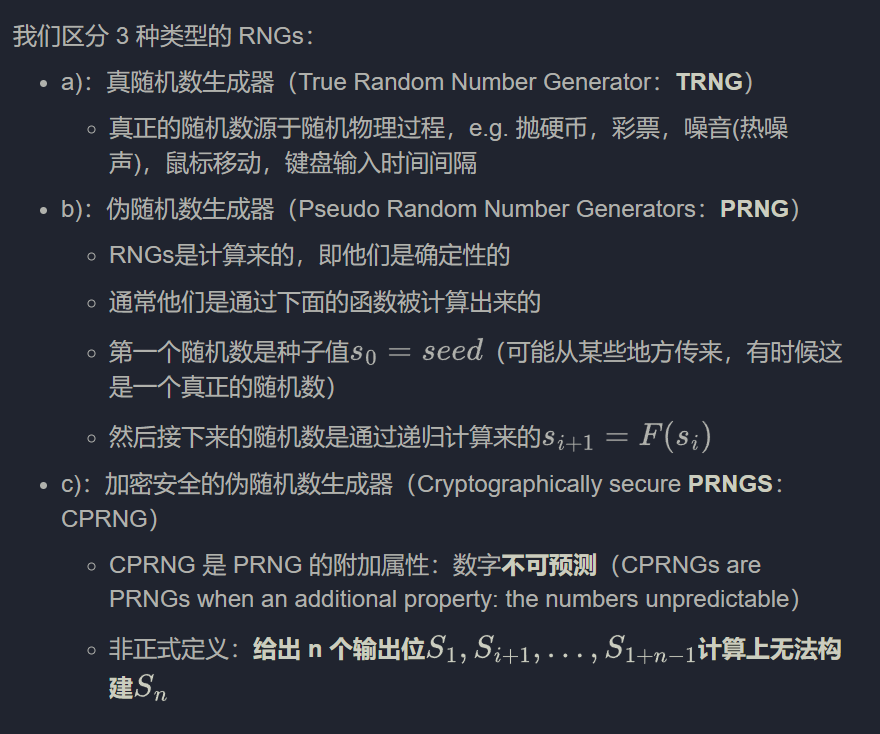 我们区分 3 种类型的 RNGs：
a)：真随机数生成器（True Random Number Generator：TRNG）
真正的随机数源于随机物理过程，e.g. 抛硬币，彩票，噪音(热噪
声)，鼠标移动，键盘输入时间间隔
b)：伪随机数生成器（Pseudo Random Number Generators：PRNG）
RNGs是计算来的，即他们是确定性的
通常他们是通过下面的函数被计算出来的
第一个随机数是种子值s_0 = seed（可能从某些地方传来，有时候这
是一个真正的随机数）
然后接下来的随机数是通过递归计算来的s_{i+1} = F(s_i)
c)：加密安全的伪随机数生成器（Cryptographically secure PRNGS：
CPRNG）
CPRNG 是 PRNG 的附加属性：数字不可预测（CPRNGs are
PRNGs when an additional property: the numbers unpredictable）
非正式定义：给出 n 个输出位S_1, S_{i+1}, . . . , S_{1+n−1}计算上无法构
建S_n